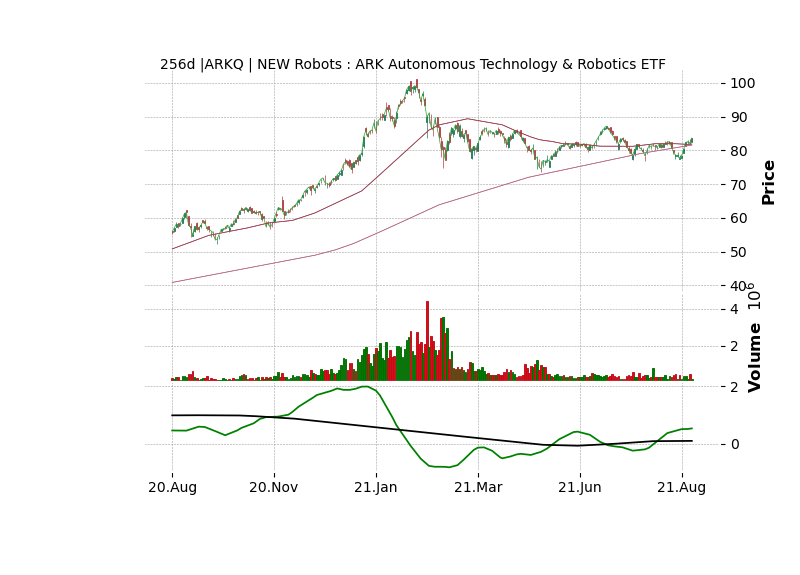 256d |ARKQ | NEW Robots : ARK Autonomous Technology & Robotics ETF
100
90
80
70
60
50
40
Price
4
2
Volume 10⁶
2
0
20.Aug 20.Nov 21.Jan 21.Mar 21.Jun 21.Aug